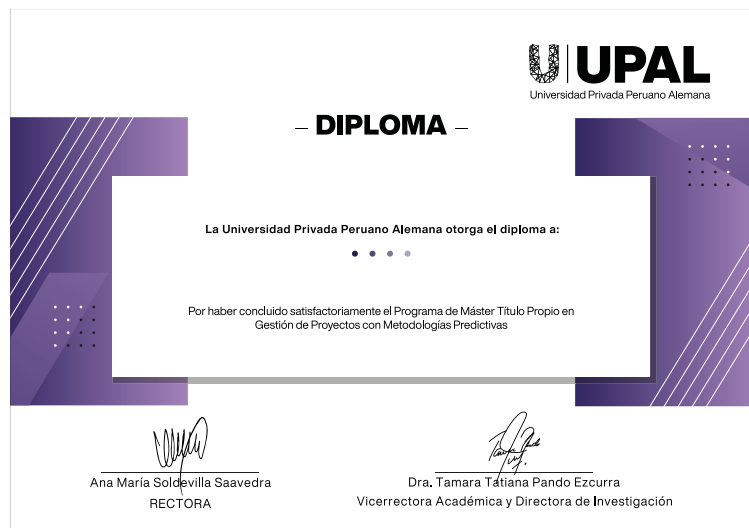 UPAL
Universidad Privada Peruano Alemana
– DIPLOMA –
La Universidad Privada Peruano Alemana otorga el diploma a:
Por haber concluido satisfactoriamente el Programa de Máster Título Propio en
Gestión de Proyectos con Metodologías Predictivas
Ana María Soldevilla Saavedra
RECTORA
Dra. Tamara Tatiana Pando Ezcurra
Vicerrectora Académica y Directora de Investigación